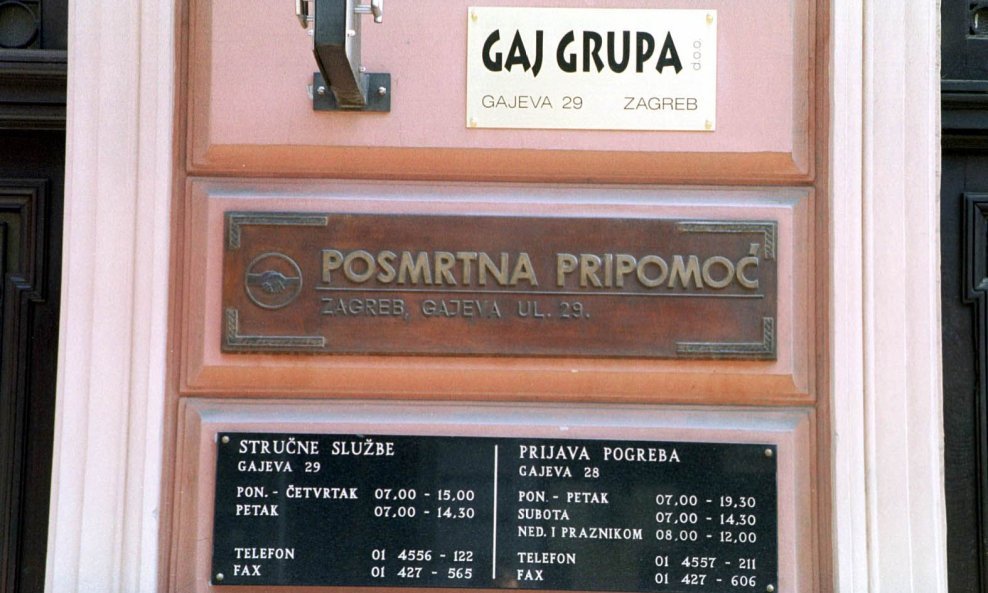 GAJ GRUPA d.o.o.
GAJEVA 29 ZAGREB
POSMRTNA PRIPOMOĆ
ZAGREB, GAJEVA UL. 29.
STRUČNE SLUŽBE
GAJEVA 29
PON. - ČETVRTAK 07,00 - 15,00
PETAK 07,00 - 14,30
TELEFON 01 4556 - 122
FAX 01 427 - 565
PRIJAVA POGREBA
GAJEVA 28
PON. - PETAK 07,00 - 19,30
SUBOTA 07,00 - 14,30
NED. I PRAZNIKOM 08,00 - 12,00
TELEFON 01 4557 - 211
FAX 01 427 - 606